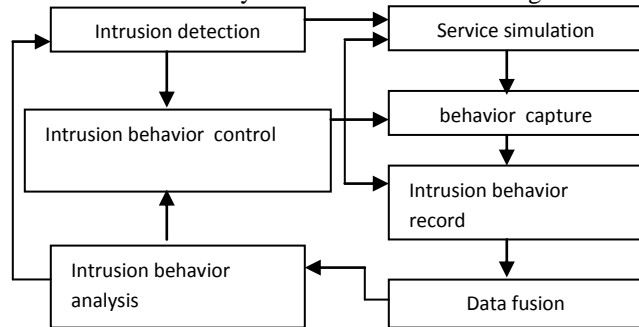 Intrusion detection
Service simulation
Intrusion behavior control
behavior capture
Intrusion behavior
record
Intrusion behavior
analysis
Data fusion